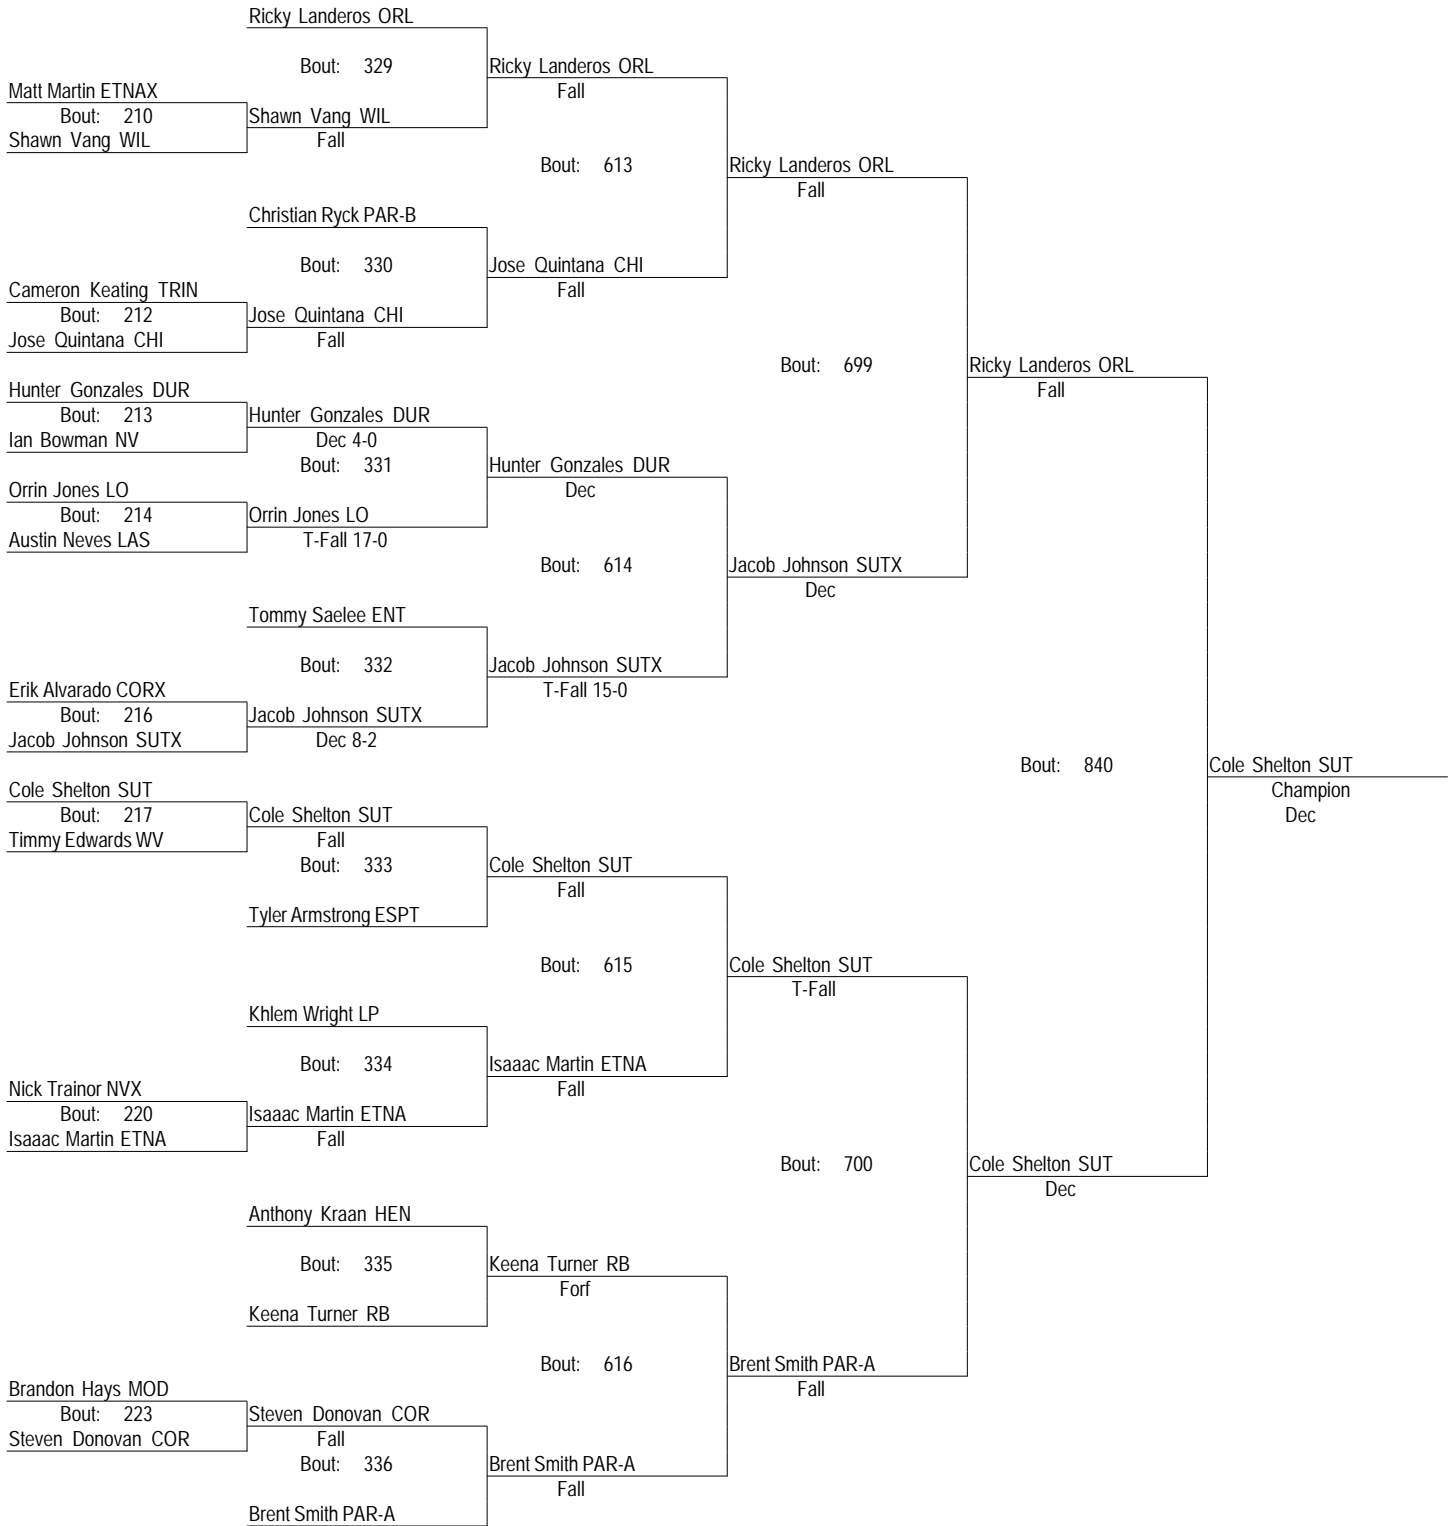 Ricky Landeros ORL
Bout: 329
Ricky Landeros ORL
Matt Martin ETNAX
Fall
Bout: 210
Shawn Vang WIL
Shawn Vang WIL
Fall
Bout: 613
Ricky Landeros ORL
Fall
Christian Ryck PAR-B
Bout: 330
Jose Quintana CHI
Cameron Keating TRIN
Fall
Bout: 212
Jose Quintana CHI
Jose Quintana CHI
Fall
Bout: 699
Ricky Landeros ORL
Hunter Gonzales DUR
Fall
Bout: 213
Hunter Gonzales DUR
Ian Bowman NV
Dec 4-0
Bout: 331
Hunter Gonzales DUR
Orrin Jones LO
Dec
Bout: 214
Orrin Jones LO
Austin Neves LAS
T-Fall 17-0
Bout: 614
Jacob Johnson SUTX
Dec
Tommy Saelee ENT
Bout: 332
Jacob Johnson SUTX
Erik Alvarado CORX
T-Fall 15-0
Bout: 216
Jacob Johnson SUTX
Jacob Johnson SUTX
Dec 8-2
Bout: 840
Cole Shelton SUT
Cole Shelton SUT
Champion
Bout: 217
Cole Shelton SUT
Dec
Timmy Edwards WV
Fall
Bout: 333
Cole Shelton SUT
Fall
Tyler Armstrong ESPT
Bout: 615
Cole Shelton SUT
T-Fall
Khlem Wright LP
Bout: 334
Isaaac Martin ETNA
Nick Trainor NVX
Fall
Bout: 220
Isaaac Martin ETNA
Isaaac Martin ETNA
Fall
Bout: 700
Cole Shelton SUT
Dec
Anthony Kraan HEN
Bout: 335
Keena Turner RB
Forf
Keena Turner RB
Bout: 616
Brent Smith PAR-A
Brandon Hays MOD
Fall
Bout: 223
Steven Donovan COR
Steven Donovan COR
Fall
Bout: 336
Brent Smith PAR-A
Fall
Brent Smith PAR-A